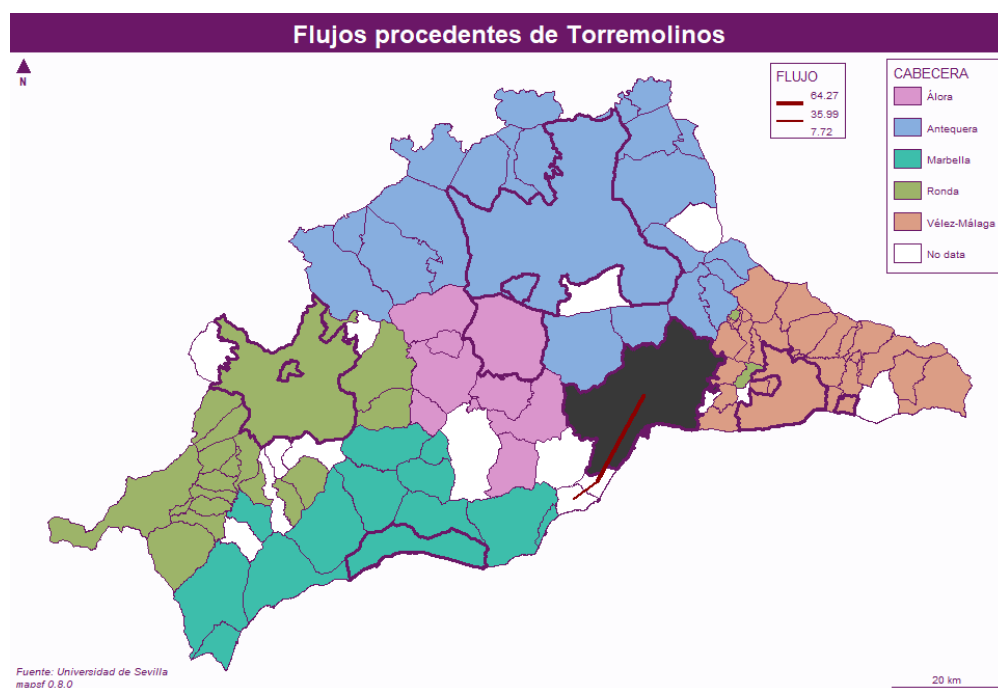 Flujos procedentes de Torremolinos
N
FLUJO
64.27
35.99
7.72
CABECERA
Álora
Antequera
Marbella
Ronda
Vélez-Málaga
No data
Fuente: Universidad de Sevilla
mapsf 0.8.0
20 km